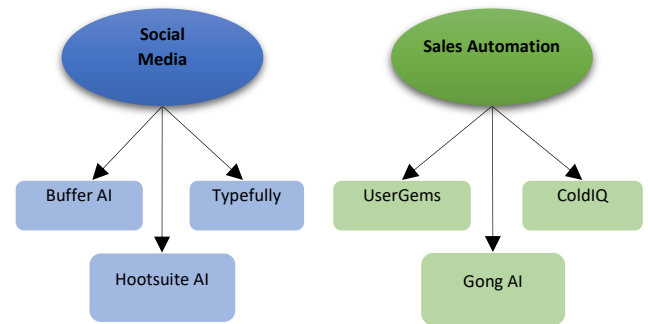 Social
Media
Sales Automation
Buffer AI
Typefully
UserGems
ColdIQ
Hootsuite AI
Gong AI